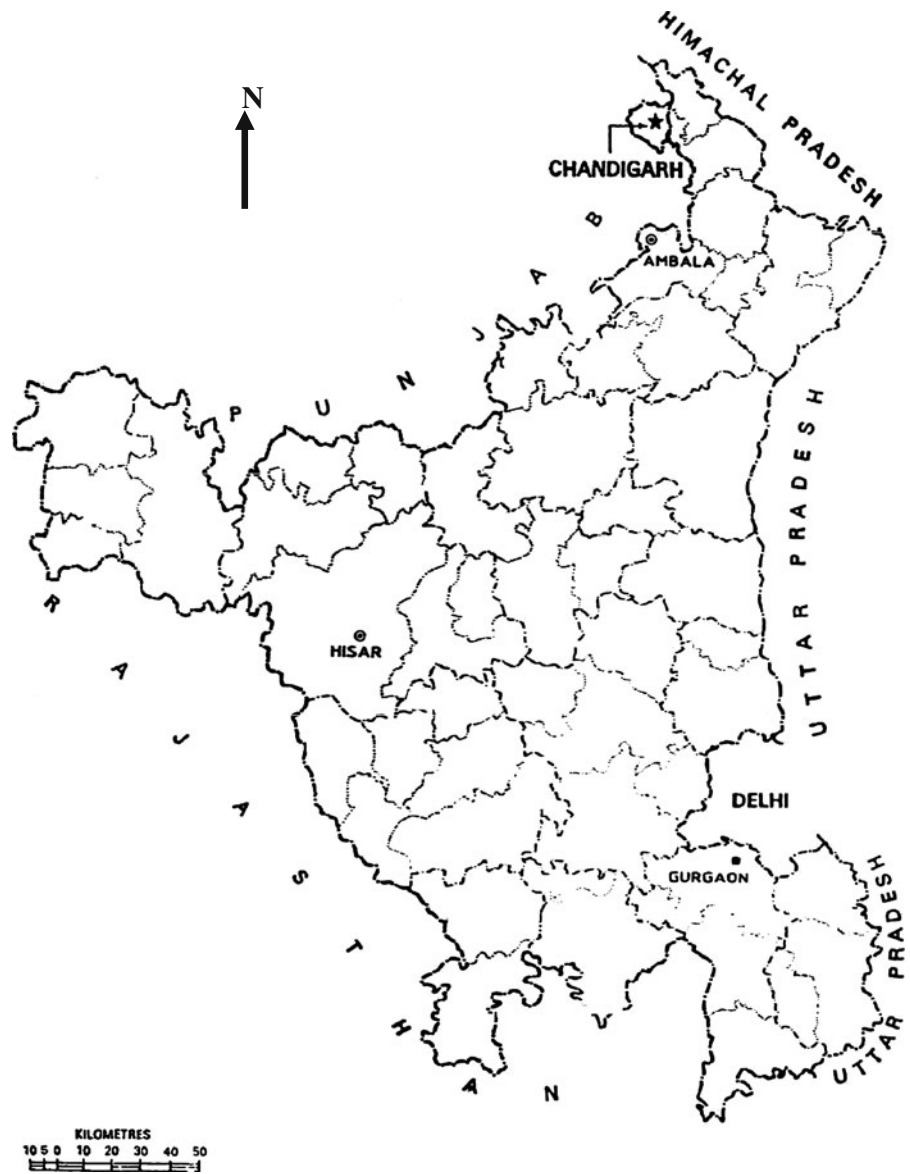 HIMACHAL PRADESH
N
CHANDIGARH
AMBALA
PUNJAB
UTTAR PRADESH
HISAR
RAJASTHAN
DELHI
GURGAON
UTTAR PRADESH
KILOMETRES
10 5 0 10 20 30 40 50